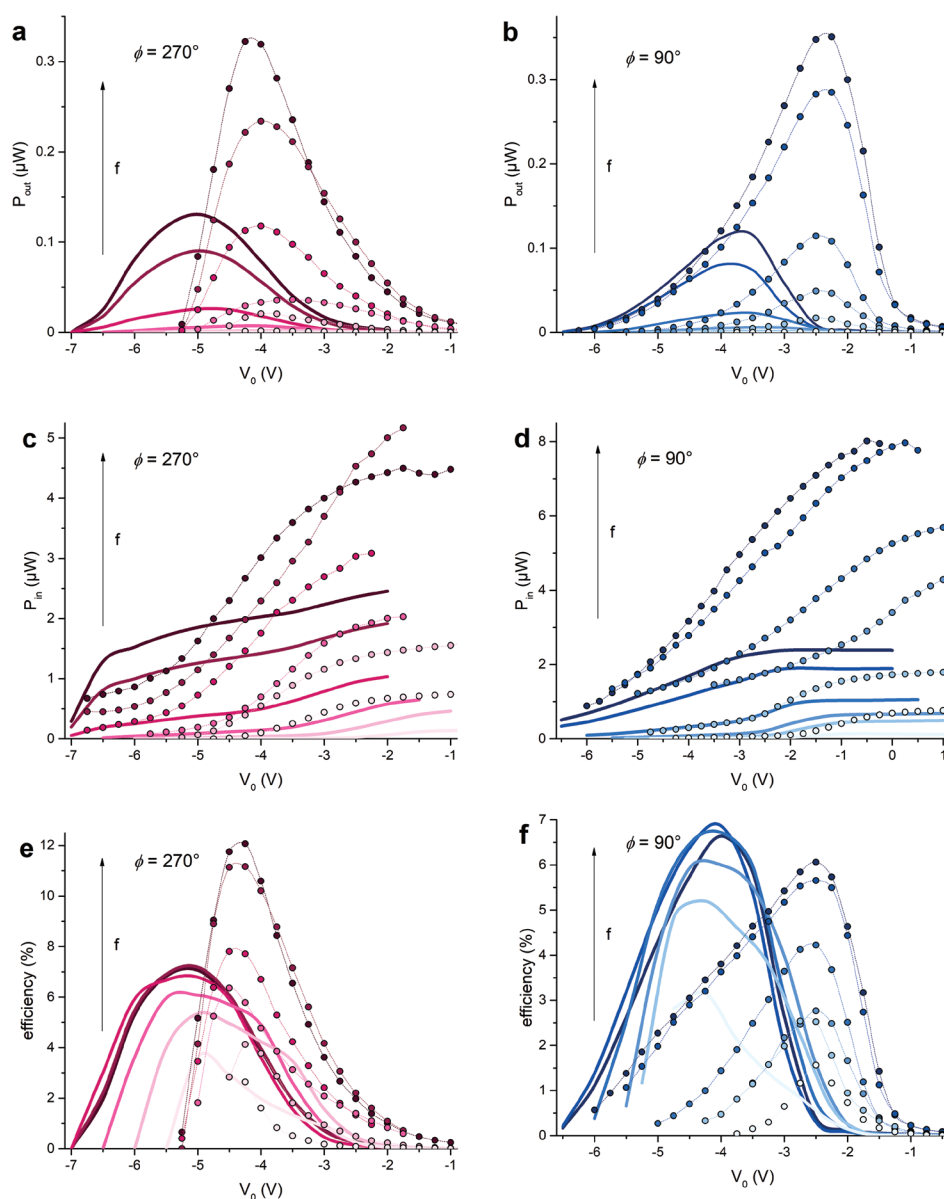 a
ϕ = 270°
f
P_out (µW)
0.3
0.2
0.1
0
-7
-6
-5
-4
-3
-2
-1
V_0 (V)
b
ϕ = 90°
f
P_out (µW)
0.3
0.2
0.1
0
-6
-5
-4
-3
-2
-1
V_0 (V)
c
ϕ = 270°
f
P_in (µW)
5
4
3
2
1
0
-7
-6
-5
-4
-3
-2
-1
V_0 (V)
d
ϕ = 90°
f
P_in (µW)
8
6
4
2
0
-6
-5
-4
-3
-2
-1
0
1
V_0 (V)
e
ϕ = 270°
f
efficiency (%)
12
10
8
6
4
2
0
-7
-6
-5
-4
-3
-2
-1
V_0 (V)
f
ϕ = 90°
f
efficiency (%)
7
6
5
4
3
2
1
0
-6
-5
-4
-3
-2
-1
V_0 (V)